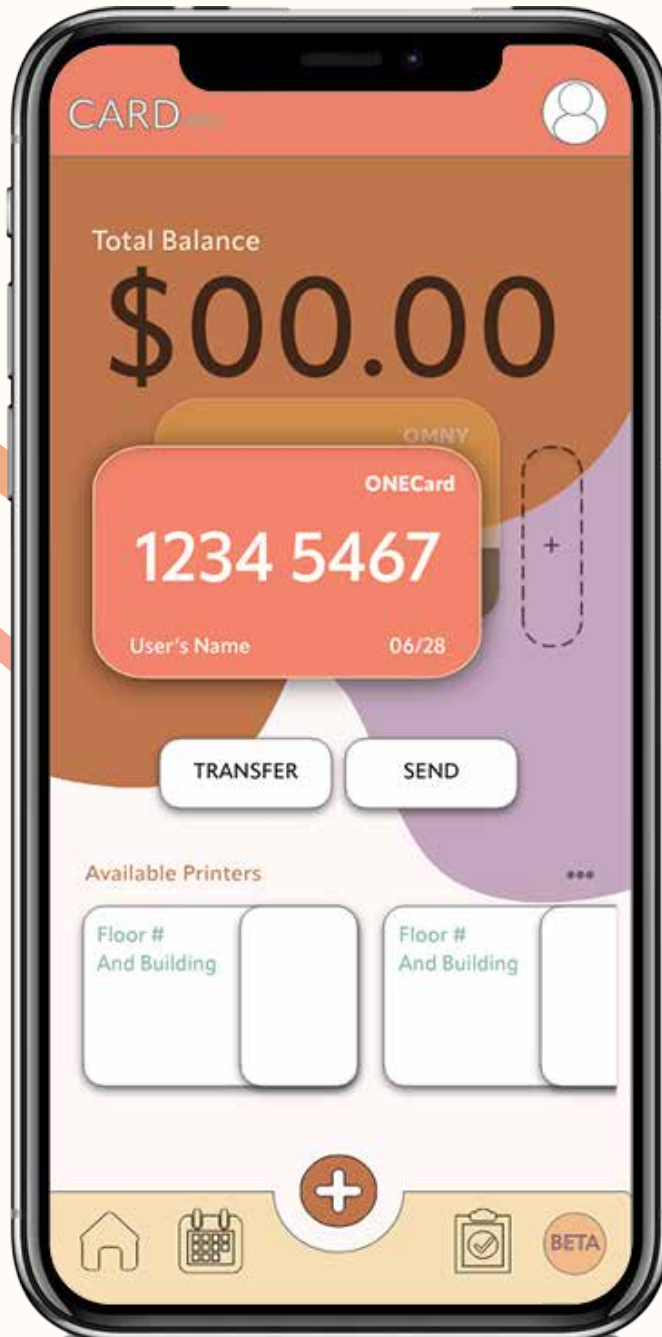 CARD
Total Balance
$00.00
OMNY
ONECard
1234 5467
User's Name 06/28
+
TRANSFER SEND
Available Printers
Floor # Floor #
And Building And Building
BETA